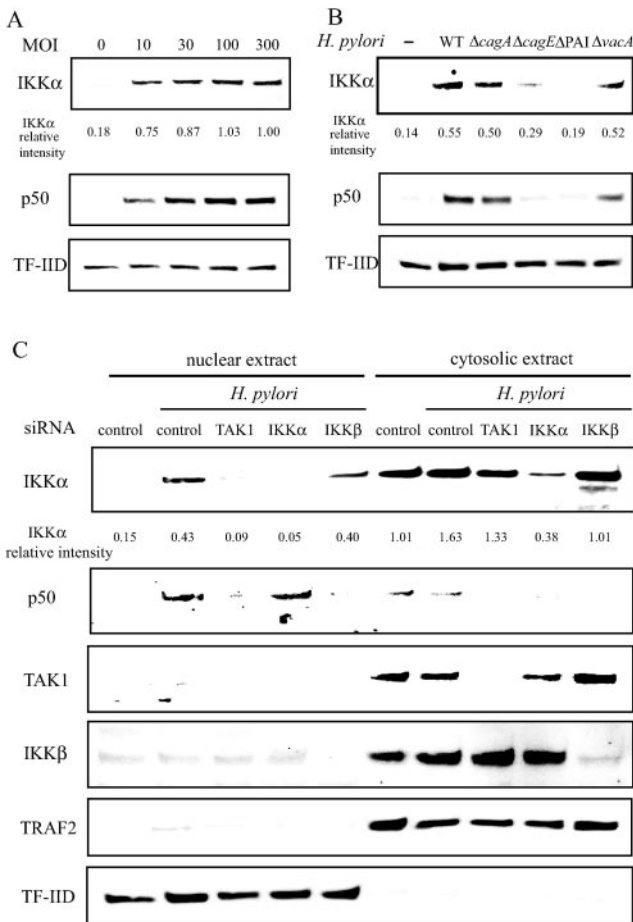 A
MOI 0 10 30 100 300
IKKα
IKKα
relative
intensity
0.18 0.75 0.87 1.03 1.00
p50
TF-IID
B
H. pylori – WT ΔcagA ΔcagE ΔPAI ΔvacA
IKKα
IKKα
relative
intensity
0.14 0.55 0.50 0.29 0.19 0.52
p50
TF-IID
C
nuclear extract cytosolic extract
H. pylori H. pylori
siRNA control control TAK1 IKKα IKKβ control control TAK1 IKKα IKKβ
IKKα
IKKα
relative intensity
0.15 0.43 0.09 0.05 0.40 1.01 1.63 1.33 0.38 1.01
p50
TAK1
IKKβ
TRAF2
TF-IID